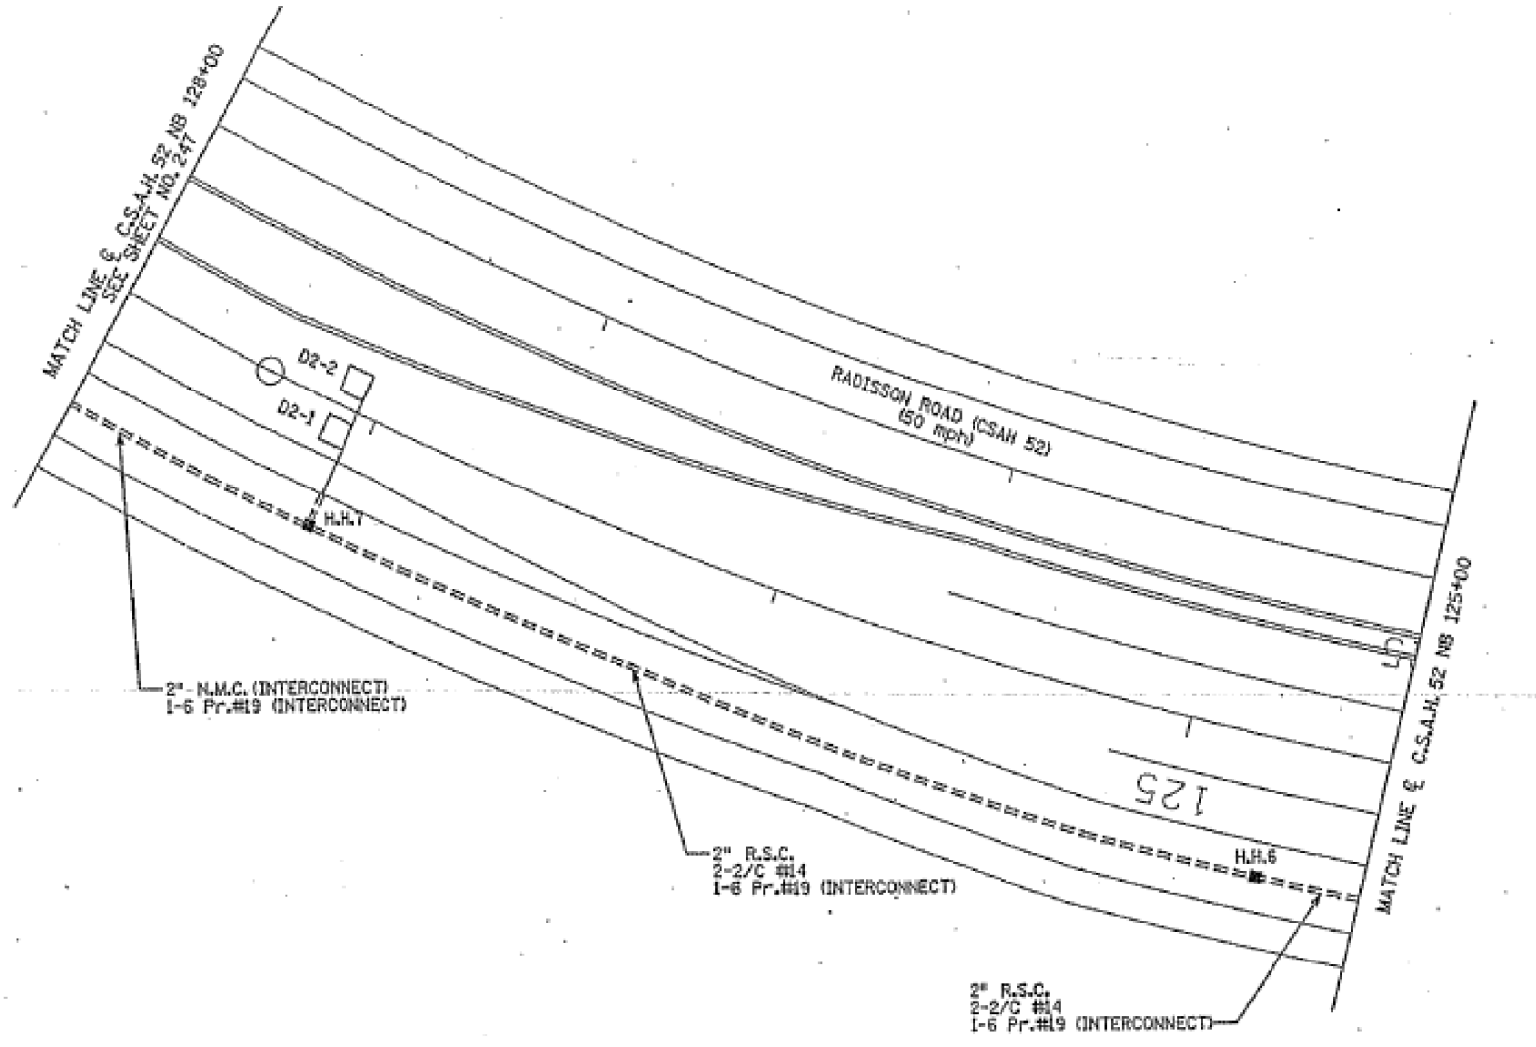 MATCH LINE ℄ C.S.A.H. 52 NB 128+00
SEE SHEET NO. 247
D2-2
D2-1
H.H.7
RADISSON ROAD (CSAH 52)
(50 mph)
2" N.M.C. (INTERCONNECT)
1-6 Pr.#19 (INTERCONNECT)
2" R.S.C.
2-2/C #14
1-6 Pr.#19 (INTERCONNECT)
125
H.H.6
2" R.S.C.
2-2/C #14
1-6 Pr.#19 (INTERCONNECT)
MATCH LINE ℄ C.S.A.H. 52 NB 125+00